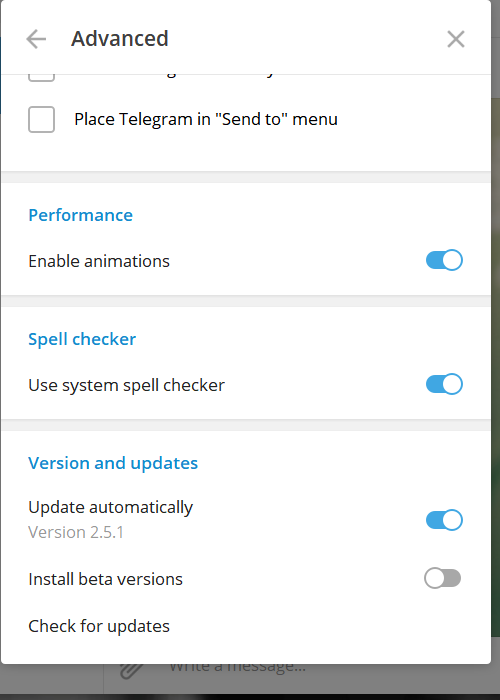 Advanced
Place Telegram in "Send to" menu
Performance
Enable animations
Spell checker
Use system spell checker
Version and updates
Update automatically
Version 2.5.1
Install beta versions
Check for updates
Write a message...